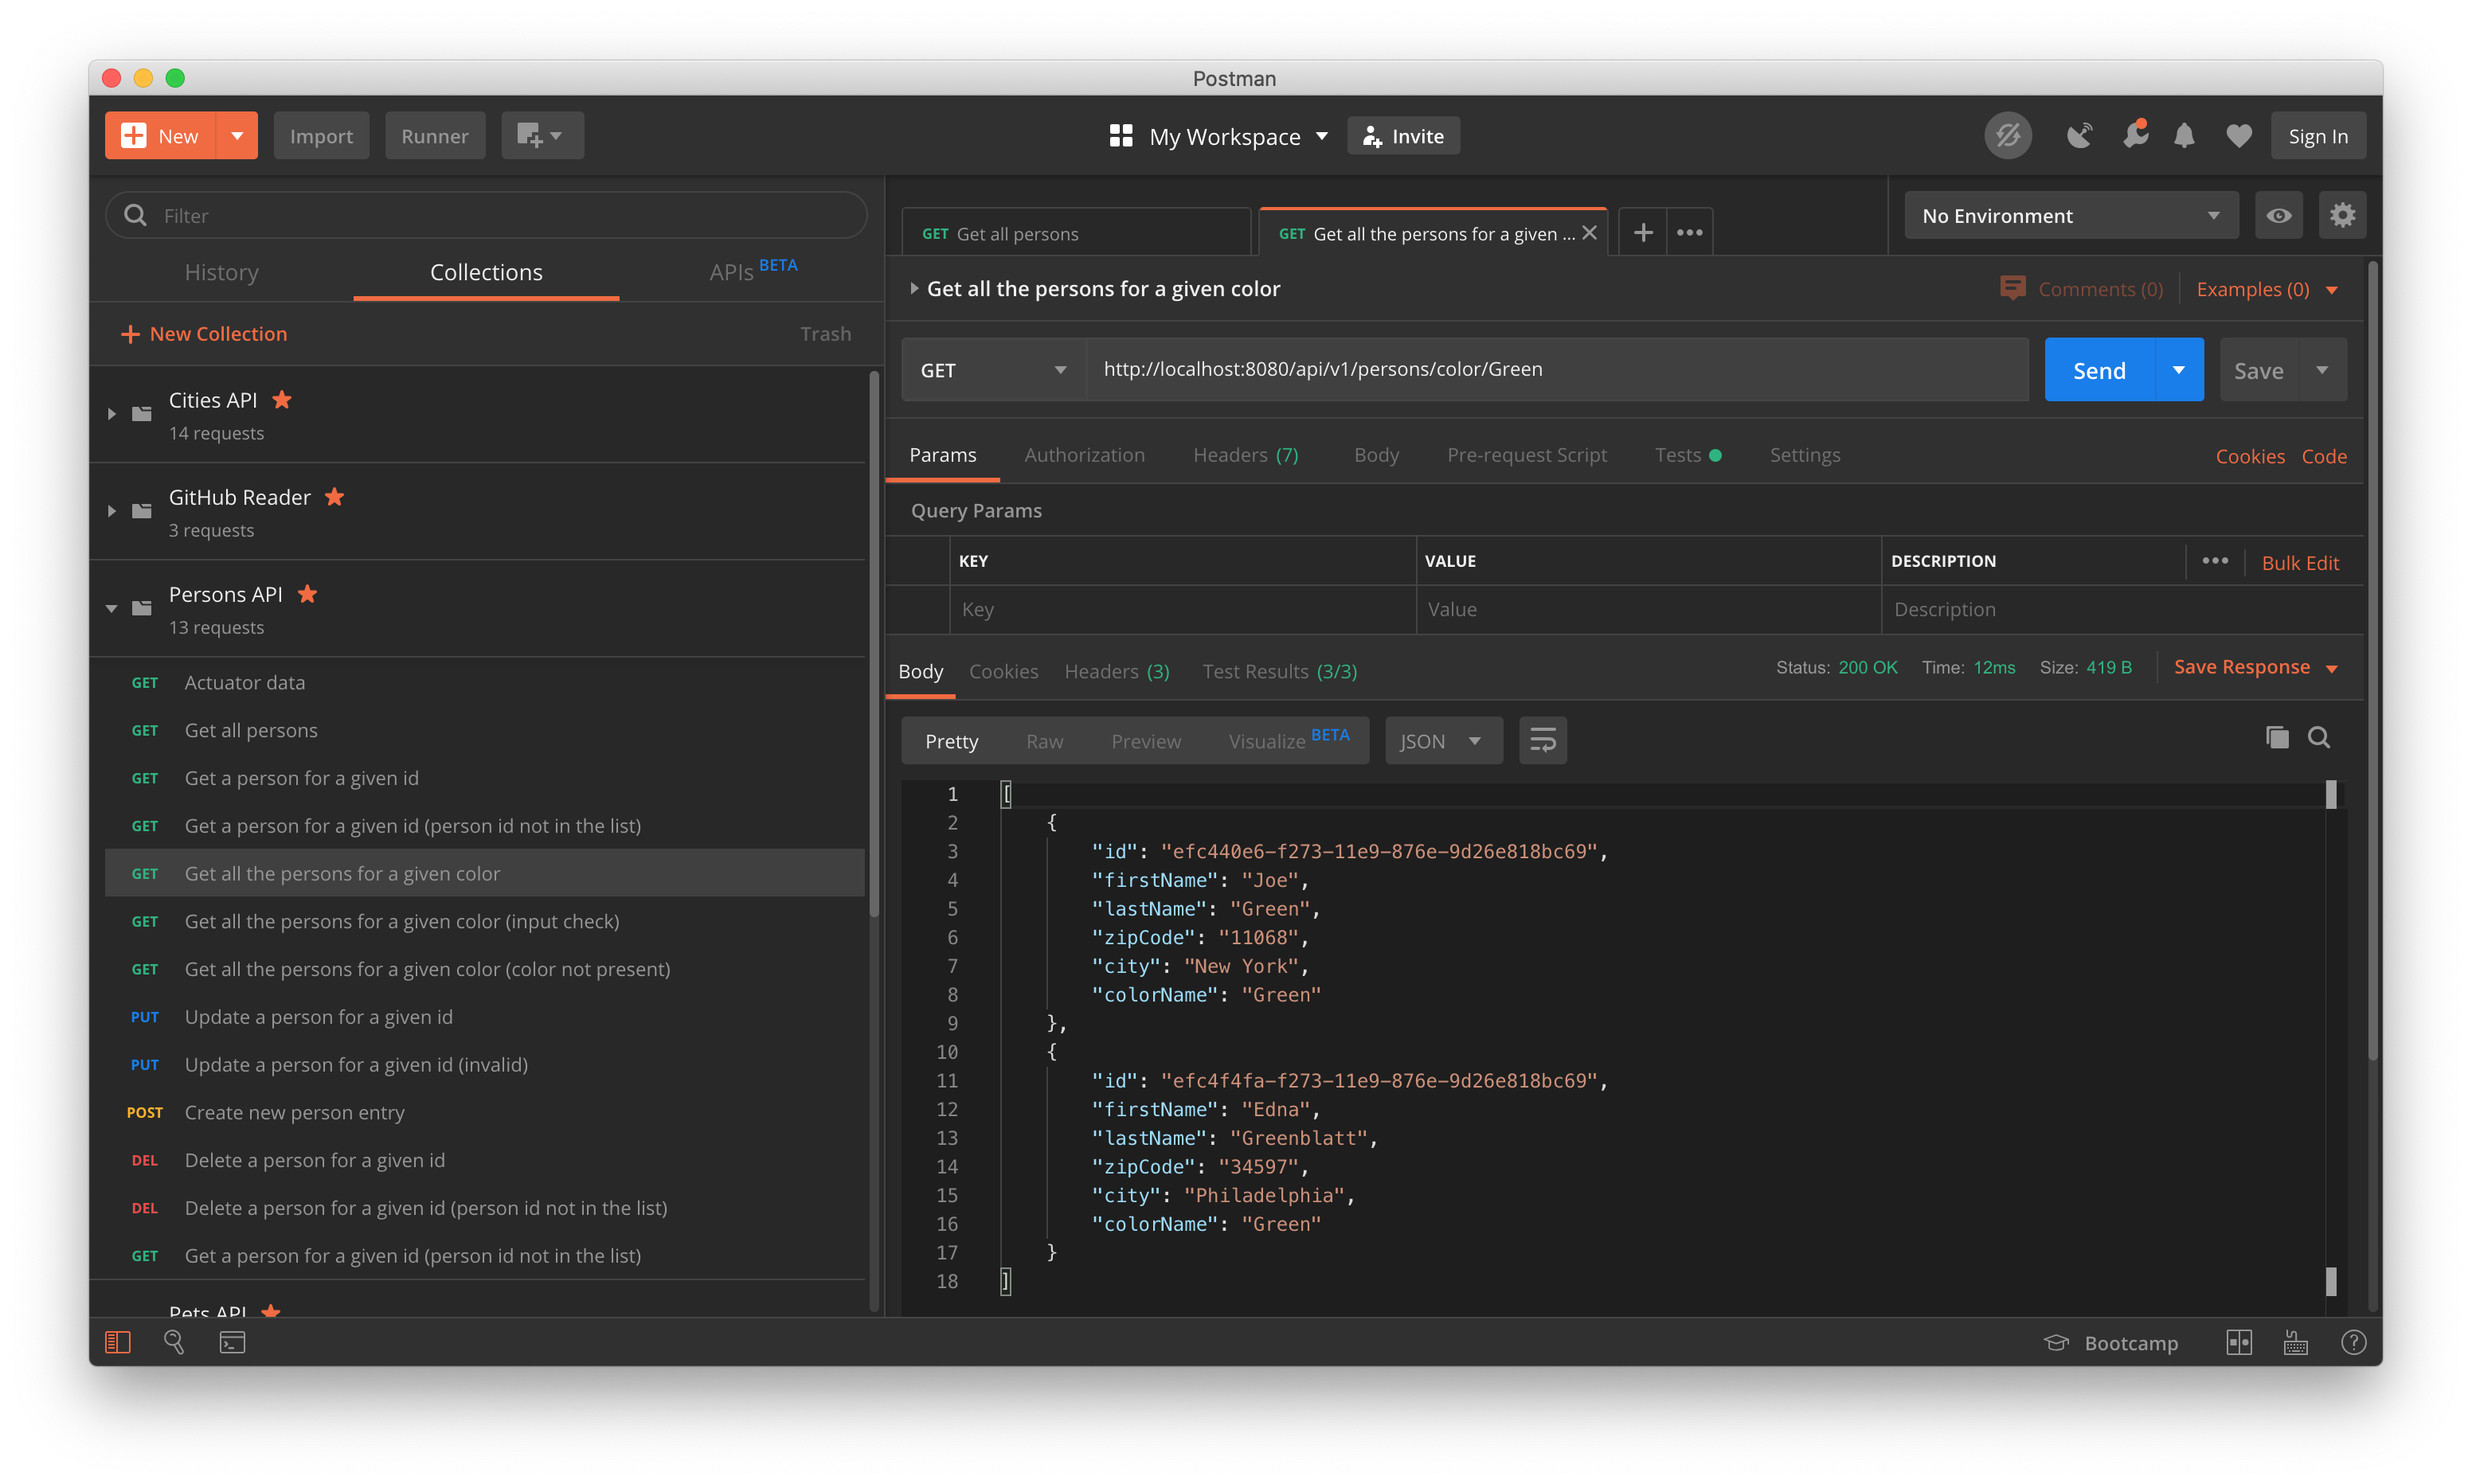 Postman
New Import Runner My Workspace Invite Sign In
Filter
History Collections APIs BETA
New Collection Trash
Cities API
14 requests
GitHub Reader
3 requests
Persons API
13 requests
GET Actuator data
GET Get all persons
GET Get a person for a given id
GET Get a person for a given id (person id not in the list)
GET Get all the persons for a given color
GET Get all the persons for a given color (input check)
GET Get all the persons for a given color (color not present)
PUT Update a person for a given id
PUT Update a person for a given id (invalid)
POST Create new person entry
DEL Delete a person for a given id
DEL Delete a person for a given id (person id not in the list)
GET Get a person for a given id (person id not in the list)
Pets API
GET Get all persons GET Get all the persons for a given ... No Environment
Get all the persons for a given color Comments (0) Examples (0)
GET http://localhost:8080/api/v1/persons/color/Green Send Save
Params Authorization Headers (7) Body Pre-request Script Tests Settings Cookies Code
Query Params
KEY VALUE DESCRIPTION Bulk Edit
Key Value Description
Body Cookies Headers (3) Test Results (3/3) Status: 200 OK Time: 12ms Size: 419 B Save Response
Pretty Raw Preview Visualize BETA JSON
1 [
2 {
3 "id": "efc440e6-f273-11e9-876e-9d26e818bc69",
4 "firstName": "Joe",
5 "lastName": "Green",
6 "zipCode": "11068",
7 "city": "New York",
8 "colorName": "Green"
9 },
10 {
11 "id": "efc4f4fa-f273-11e9-876e-9d26e818bc69",
12 "firstName": "Edna",
13 "lastName": "Greenblatt",
14 "zipCode": "34597",
15 "city": "Philadelphia",
16 "colorName": "Green"
17 }
18 ]
Bootcamp